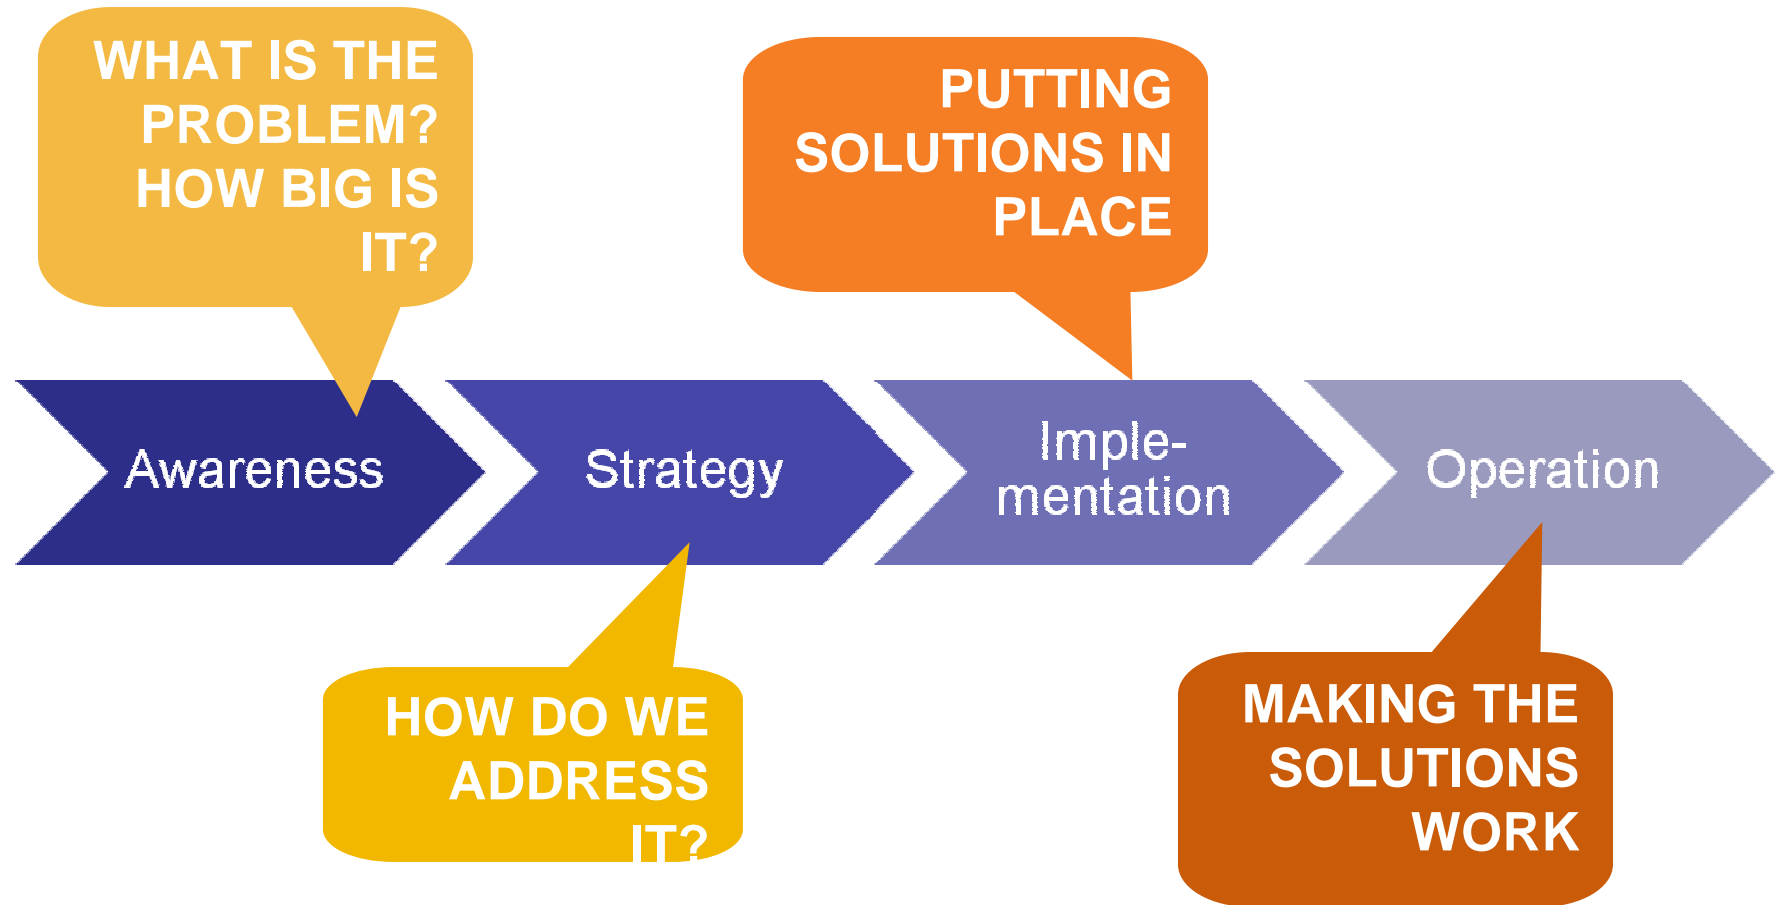 WHAT IS THE
PROBLEM?
HOW BIG IS
IT?
PUTTING
SOLUTIONS IN
PLACE
Awareness
Strategy
Imple-
mentation
Operation
HOW DO WE
ADDRESS
IT?
MAKING THE
SOLUTIONS
WORK